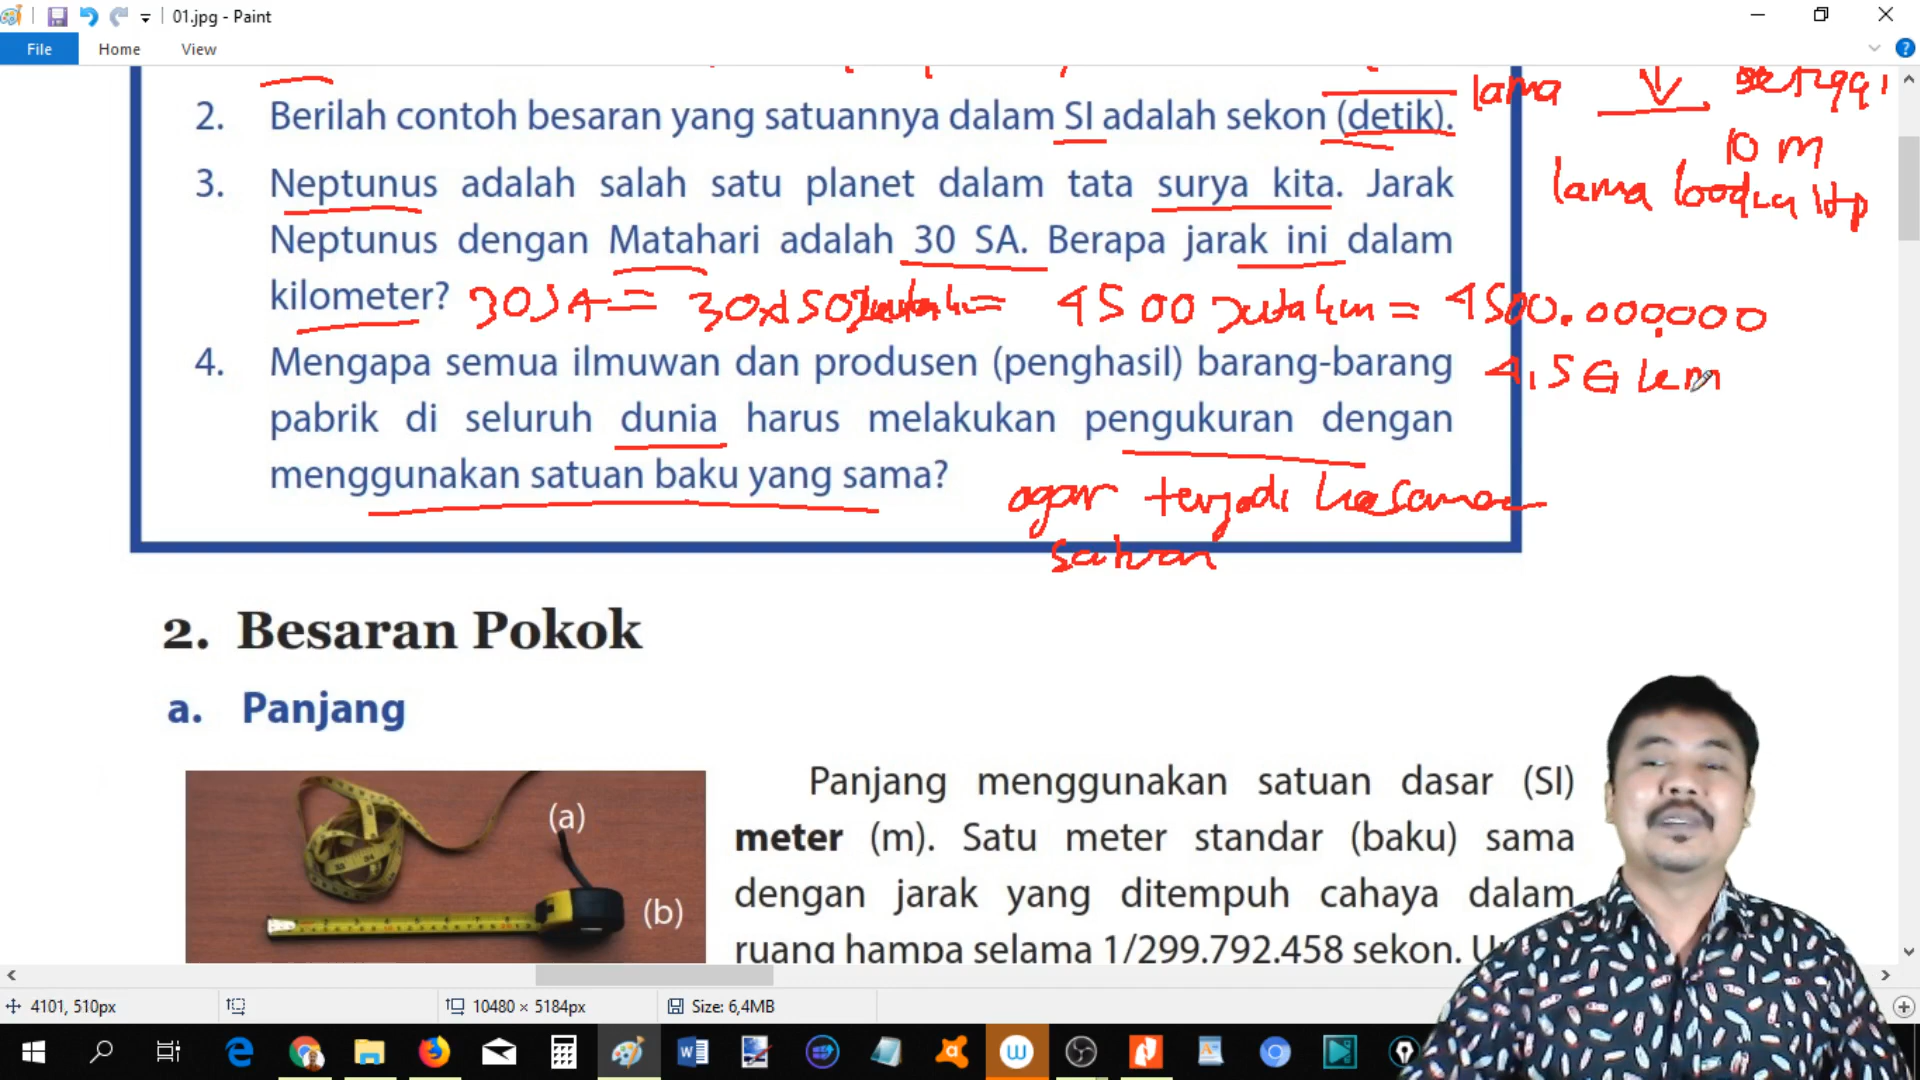 01.jpg - Paint
File Home View
lama
10 m
lama
2. Berilah contoh besaran yang satuannya dalam SI adalah sekon (detik).
3. Neptunus adalah salah satu planet dalam tata surya kita. Jarak
Neptunus dengan Matahari adalah 30 SA. Berapa jarak ini dalam
kilometer? 30 SA = 30x150 juta km = 4500 juta km = 4500.000.000
4,5 G km
4. Mengapa semua ilmuwan dan produsen (penghasil) barang-barang
pabrik di seluruh dunia harus melakukan pengukuran dengan
menggunakan satuan baku yang sama?
agar terjadi kesamaan
satuan
2. Besaran Pokok
a. Panjang
(a)
(b)
Panjang menggunakan satuan dasar (SI)
meter (m). Satu meter standar (baku) sama
dengan jarak yang ditempuh cahaya dalam
ruang hampa selama 1/299.792.458 sekon. U
4101, 510px
10480 × 5184px
Size: 6,4MB